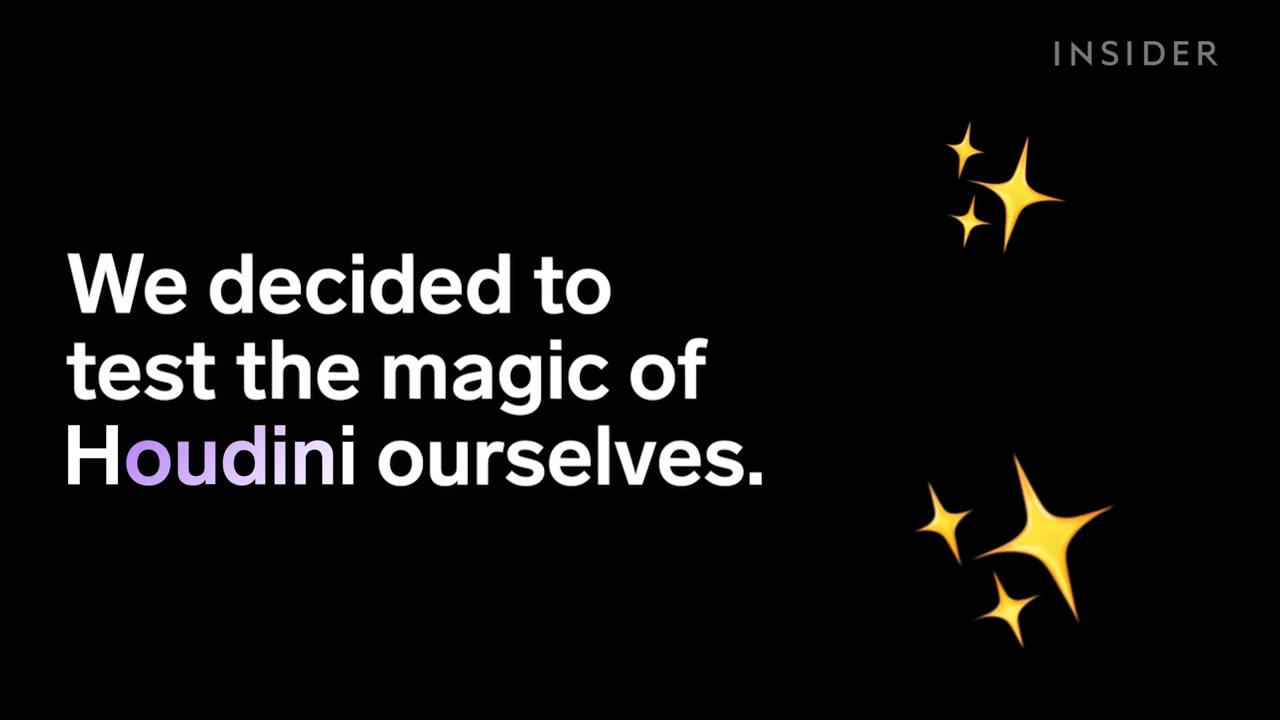 INSIDER
We decided to
test the magic of
Houdini ourselves.